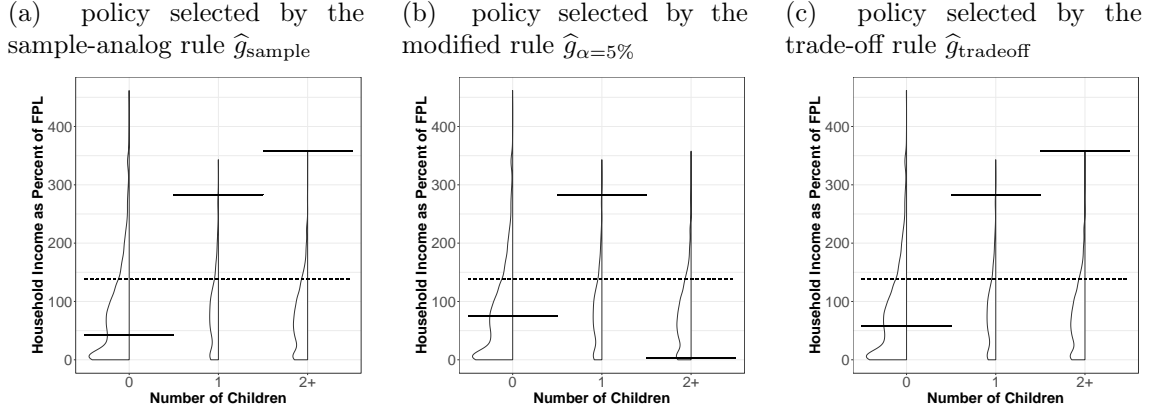 (a) policy selected by the
sample-analog rule ĝsample
Household Income as Percent of FPL
400
300
200
100
0
0 1 2+
Number of Children
(b) policy selected by the
modified rule ĝα=5%
Household Income as Percent of FPL
400
300
200
100
0
0 1 2+
Number of Children
(c) policy selected by the
trade-off rule ĝtradeoff
Household Income as Percent of FPL
400
300
200
100
0
0 1 2+
Number of Children